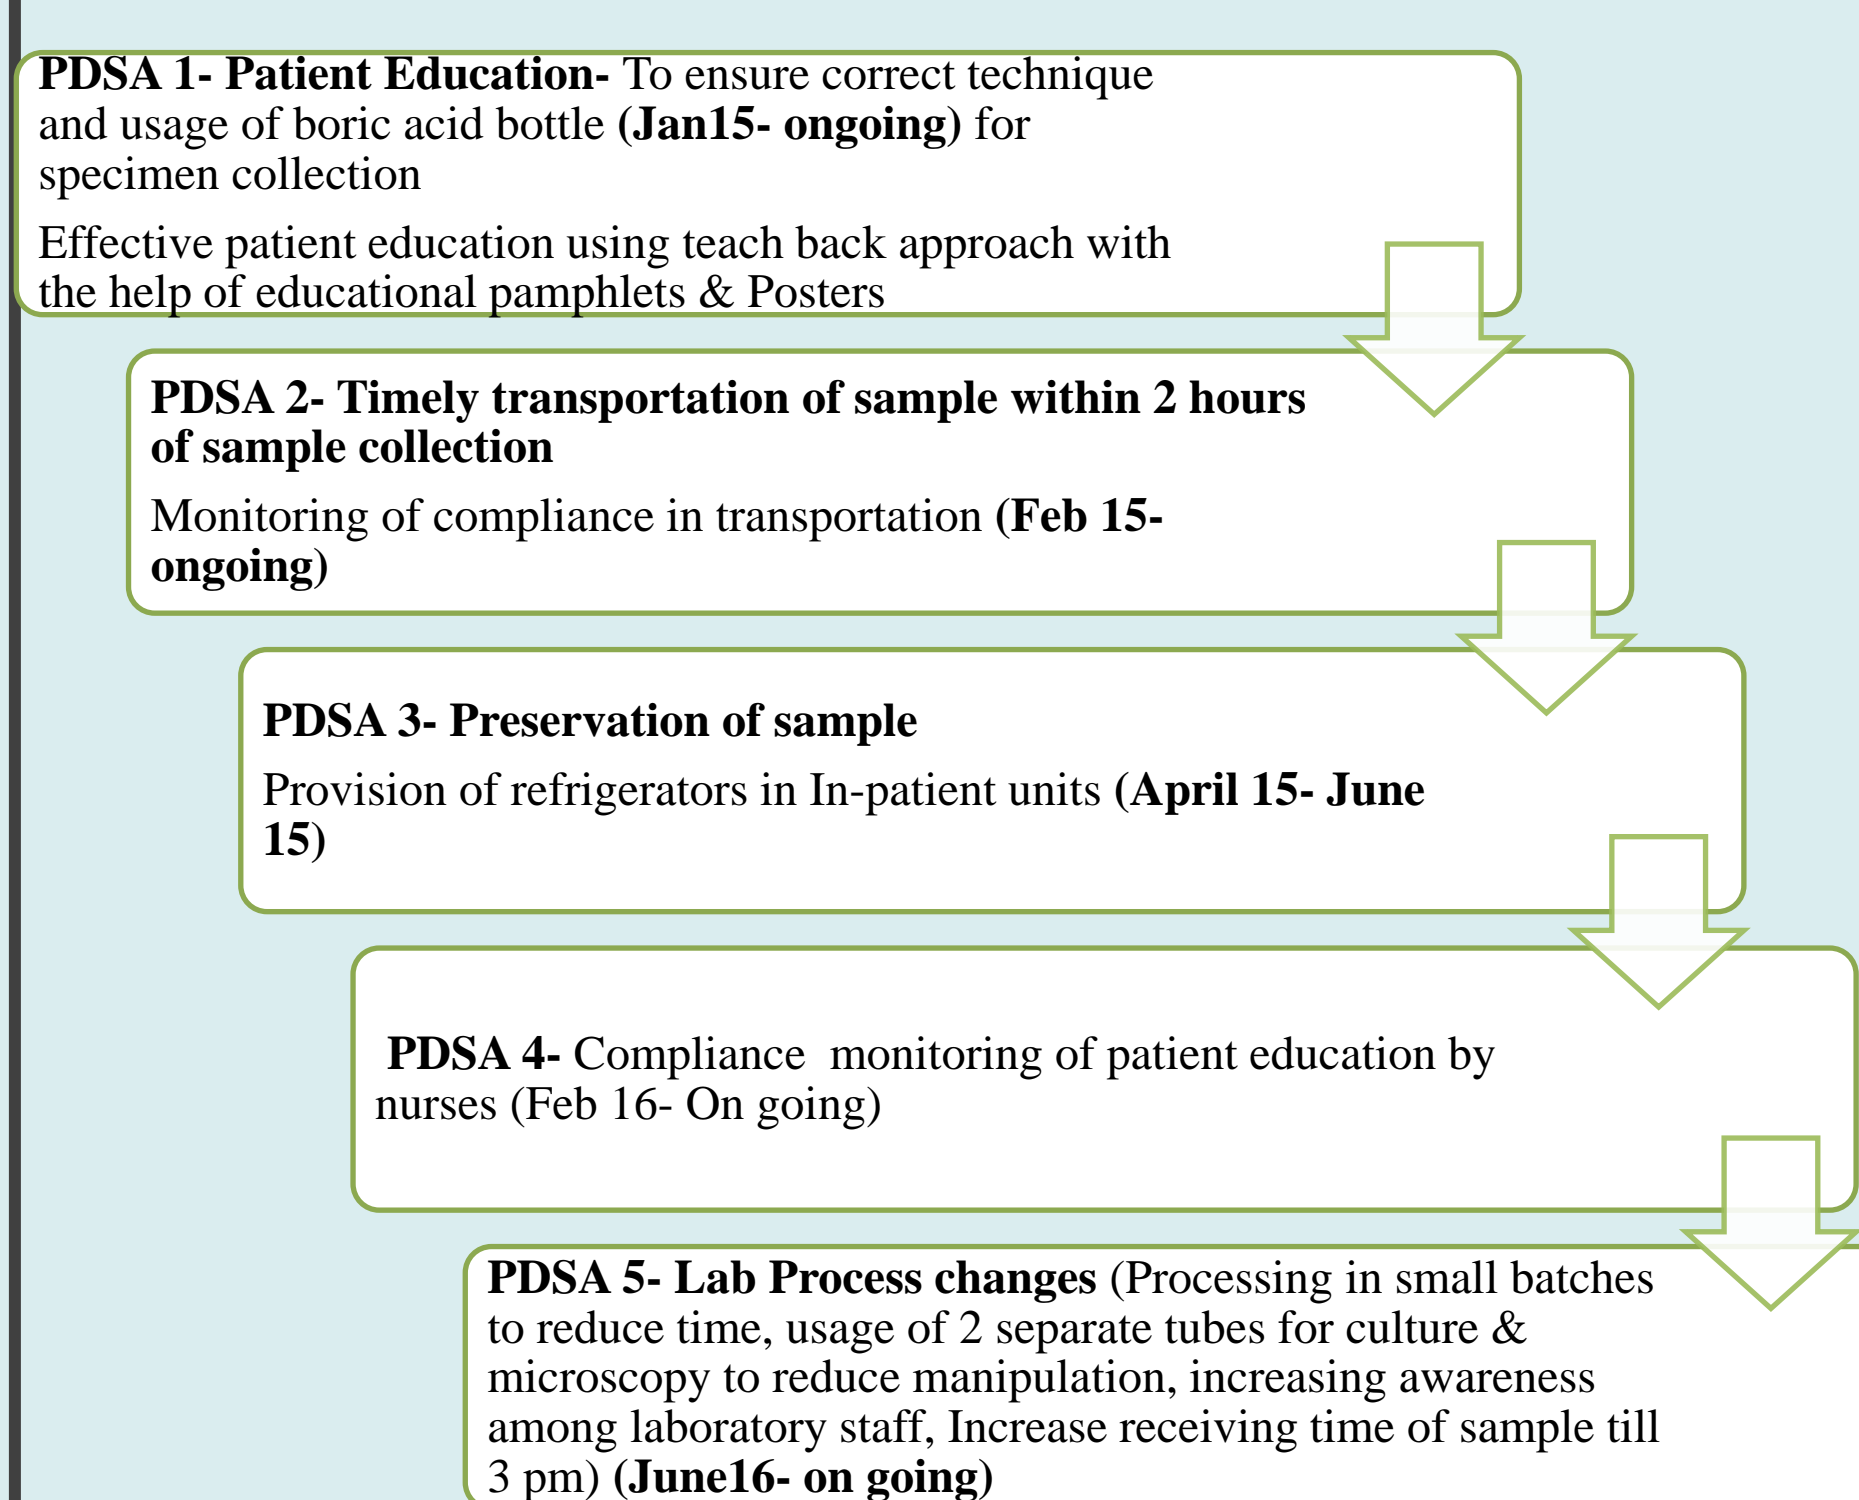 PDSA 1- Patient Education- To ensure correct technique
and usage of boric acid bottle (Jan15- ongoing) for
specimen collection
Effective patient education using teach back approach with
the help of educational pamphlets & Posters
PDSA 2- Timely transportation of sample within 2 hours
of sample collection
Monitoring of compliance in transportation (Feb 15-
ongoing)
PDSA 3- Preservation of sample
Provision of refrigerators in In-patient units (April 15- June
15)
PDSA 4- Compliance monitoring of patient education by
nurses (Feb 16- On going)
PDSA 5- Lab Process changes (Processing in small batches
to reduce time, usage of 2 separate tubes for culture &
microscopy to reduce manipulation, increasing awareness
among laboratory staff, Increase receiving time of sample till
3 pm) (June16- on going)